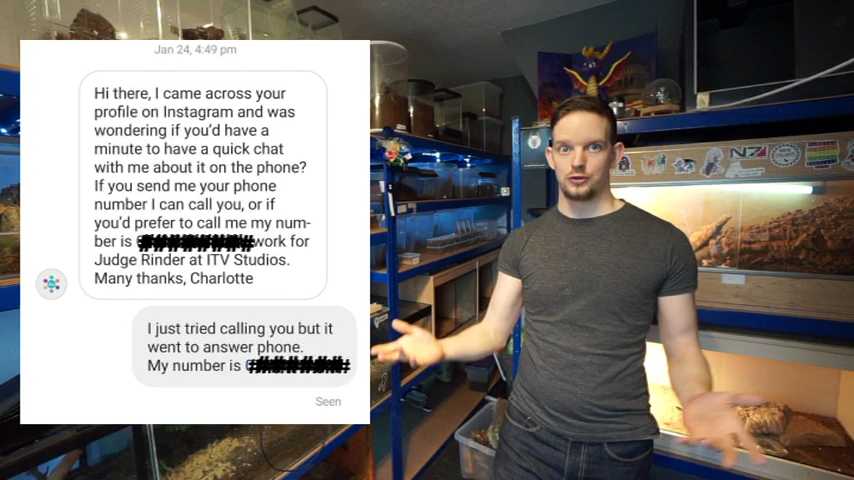 Jan 24, 4:49 pm
Hi there, I came across your
profile on Instagram and was
wondering if you'd have a
minute to have a quick chat
with me about it on the phone?
If you send me your phone
number I can call you, or if
you'd prefer to call me my num-
ber is work for
Judge Rinder at ITV Studios.
Many thanks, Charlotte
I just tried calling you but it
went to answer phone.
My number is
Seen
N7